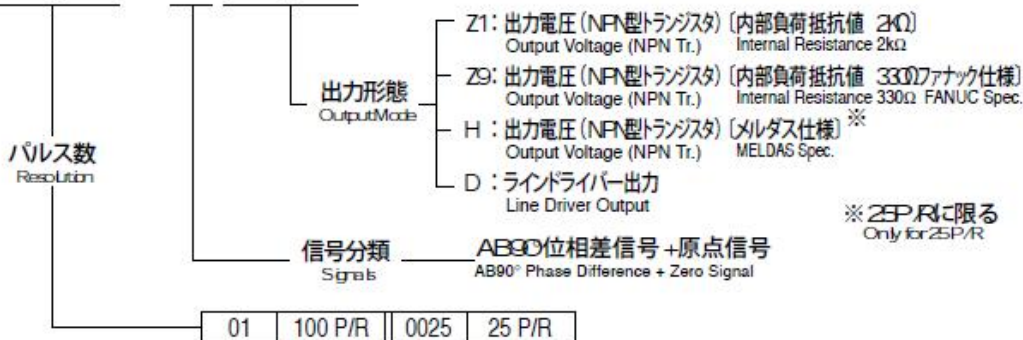 Z1：出力電圧（NPN型トランジスタ）〔内部負荷抵抗値 2kΩ〕
Output Voltage (NPN Tr.) Internal Resistance 2kΩ
Z9：出力電圧（NPN型トランジスタ）〔内部負荷抵抗値 330Ωファナック仕様〕
Output Voltage (NPN Tr.) Internal Resistance 330Ω FANUC Spec.
出力形態
Output Mode
H：出力電圧（NPN型トランジスタ）〔メルダス仕様〕※
Output Voltage (NPN Tr.) MELDAS Spec.
パルス数
Resolution
D：ラインドライバー出力
Line Driver Output
※25P/Rに限る
Only for 25P/R
信号分類
Signals
AB90°位相差信号+原点信号
AB90° Phase Difference + Zero Signal
01 100 P/R 0025 25 P/R